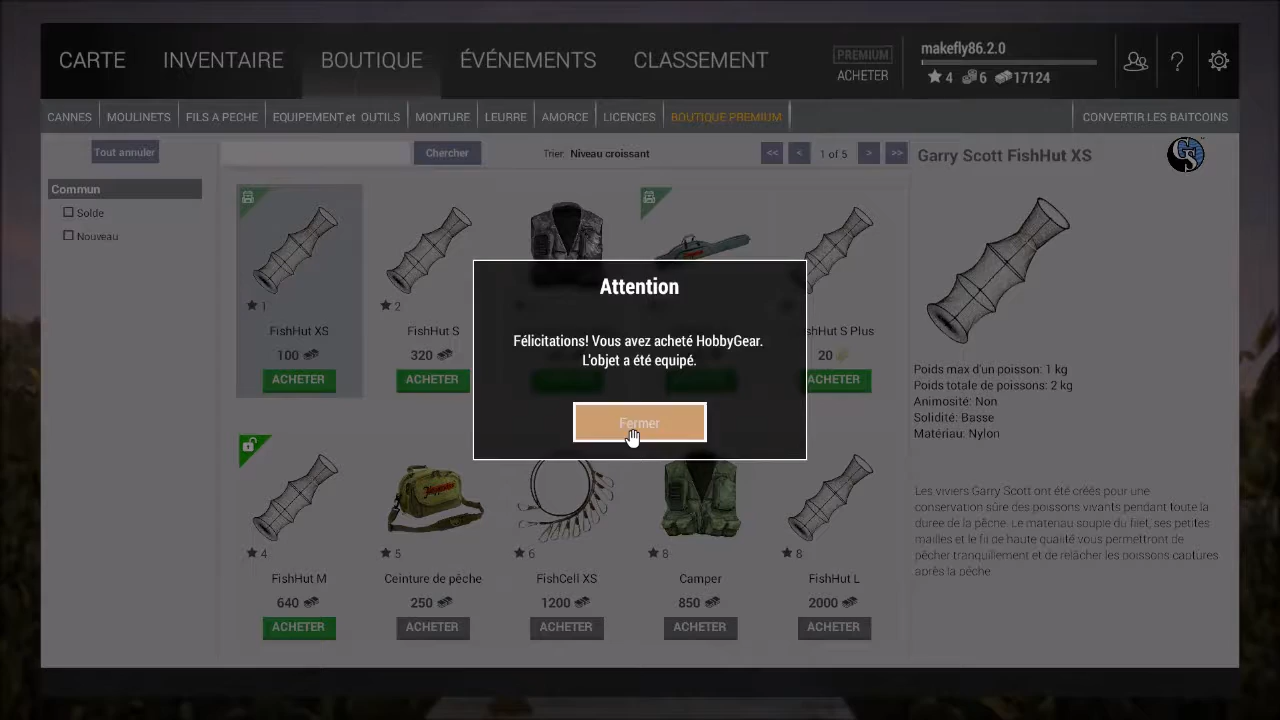 CARTE INVENTAIRE BOUTIQUE ÉVÉNEMENTS CLASSEMENT
PREMIUM
ACHETER
makefly86.2.0
4 6 17124
?
CANNES MOULINETS FILS A PECHE EQUIPEMENT et OUTILS MONTURE LEURRE AMORCE LICENCES BOUTIQUE PREMIUM CONVERTIR LES BAITCOINS
Tout annuler
Chercher
Trier: Niveau croissant
<< < 1 of 5 > >>
Commun
Solde
Nouveau
1
FishHut XS
100
ACHETER
2
FishHut S
320
ACHETER
hHut S Plus
20
ACHETER
4
FishHut M
640
ACHETER
5
Ceinture de pêche
250
ACHETER
6
FishCell XS
1200
ACHETER
8
Camper
850
ACHETER
8
FishHut L
2000
ACHETER
Attention
Félicitations! Vous avez acheté HobbyGear.
L'objet a été equipé.
Fermer
Garry Scott FishHut XS
GS
Poids max d'un poisson: 1 kg
Poids totale de poissons: 2 kg
Animosité: Non
Solidité: Basse
Matériau: Nylon
Les viviers Garry Scott ont été créés pour une
conservation sûre des poissons vivants pendant toute la
durée de la pêche. Le matériau souple du filet, ses petites
mailles et le fil de haute qualité vous permettront de
pêcher tranquillement et de relâcher les poissons capturés
après la pêche